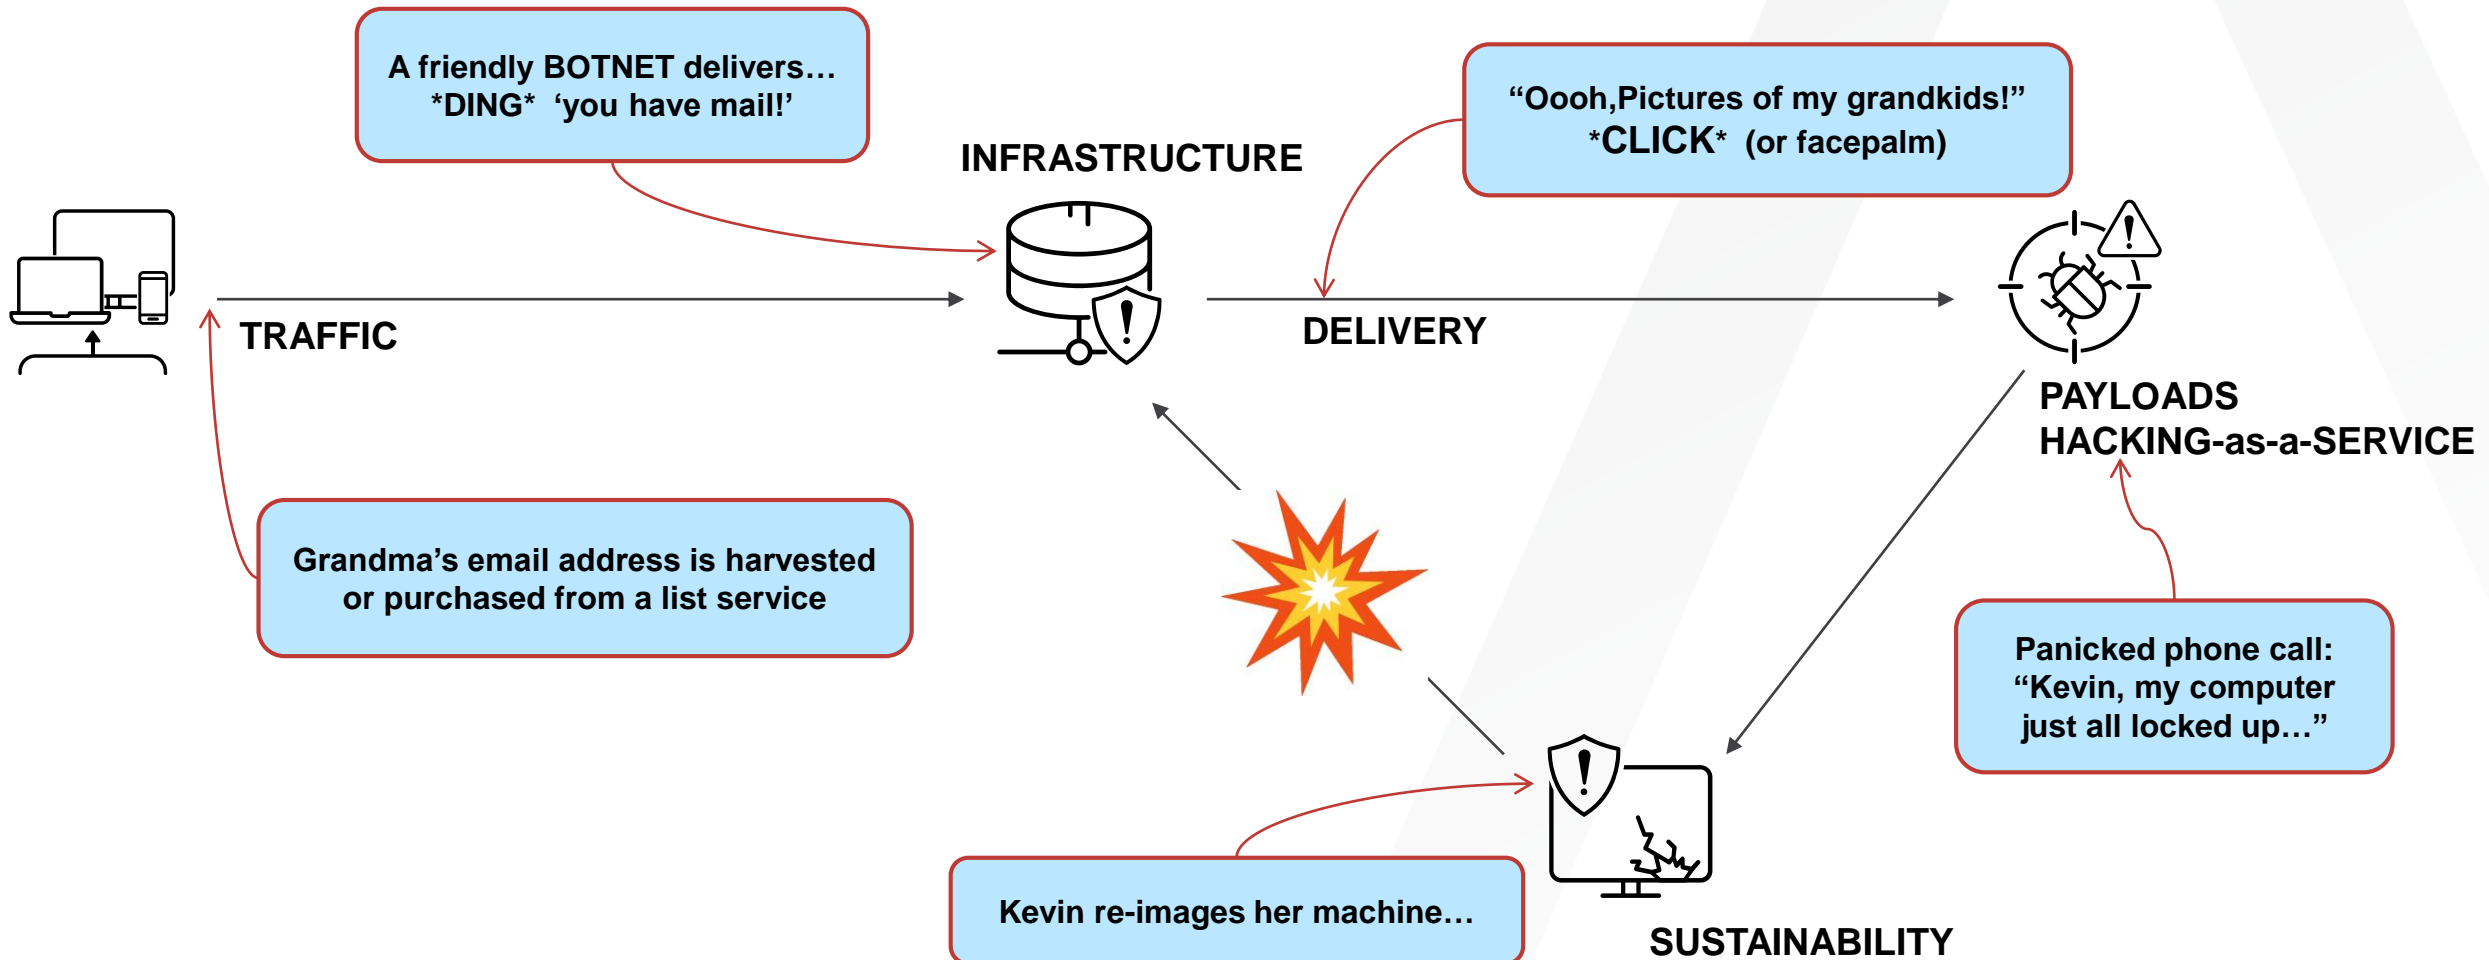 A friendly BOTNET delivers…
*DING*  ‘you have mail!’
“Oooh,Pictures of my grandkids!”
*CLICK*  (or facepalm)
INFRASTRUCTURE
TRAFFIC
DELIVERY
PAYLOADS
HACKING-as-a-SERVICE
Grandma’s email address is harvested
or purchased from a list service
Panicked phone call:
“Kevin, my computer
just all locked up…”
Kevin re-images her machine…
SUSTAINABILITY